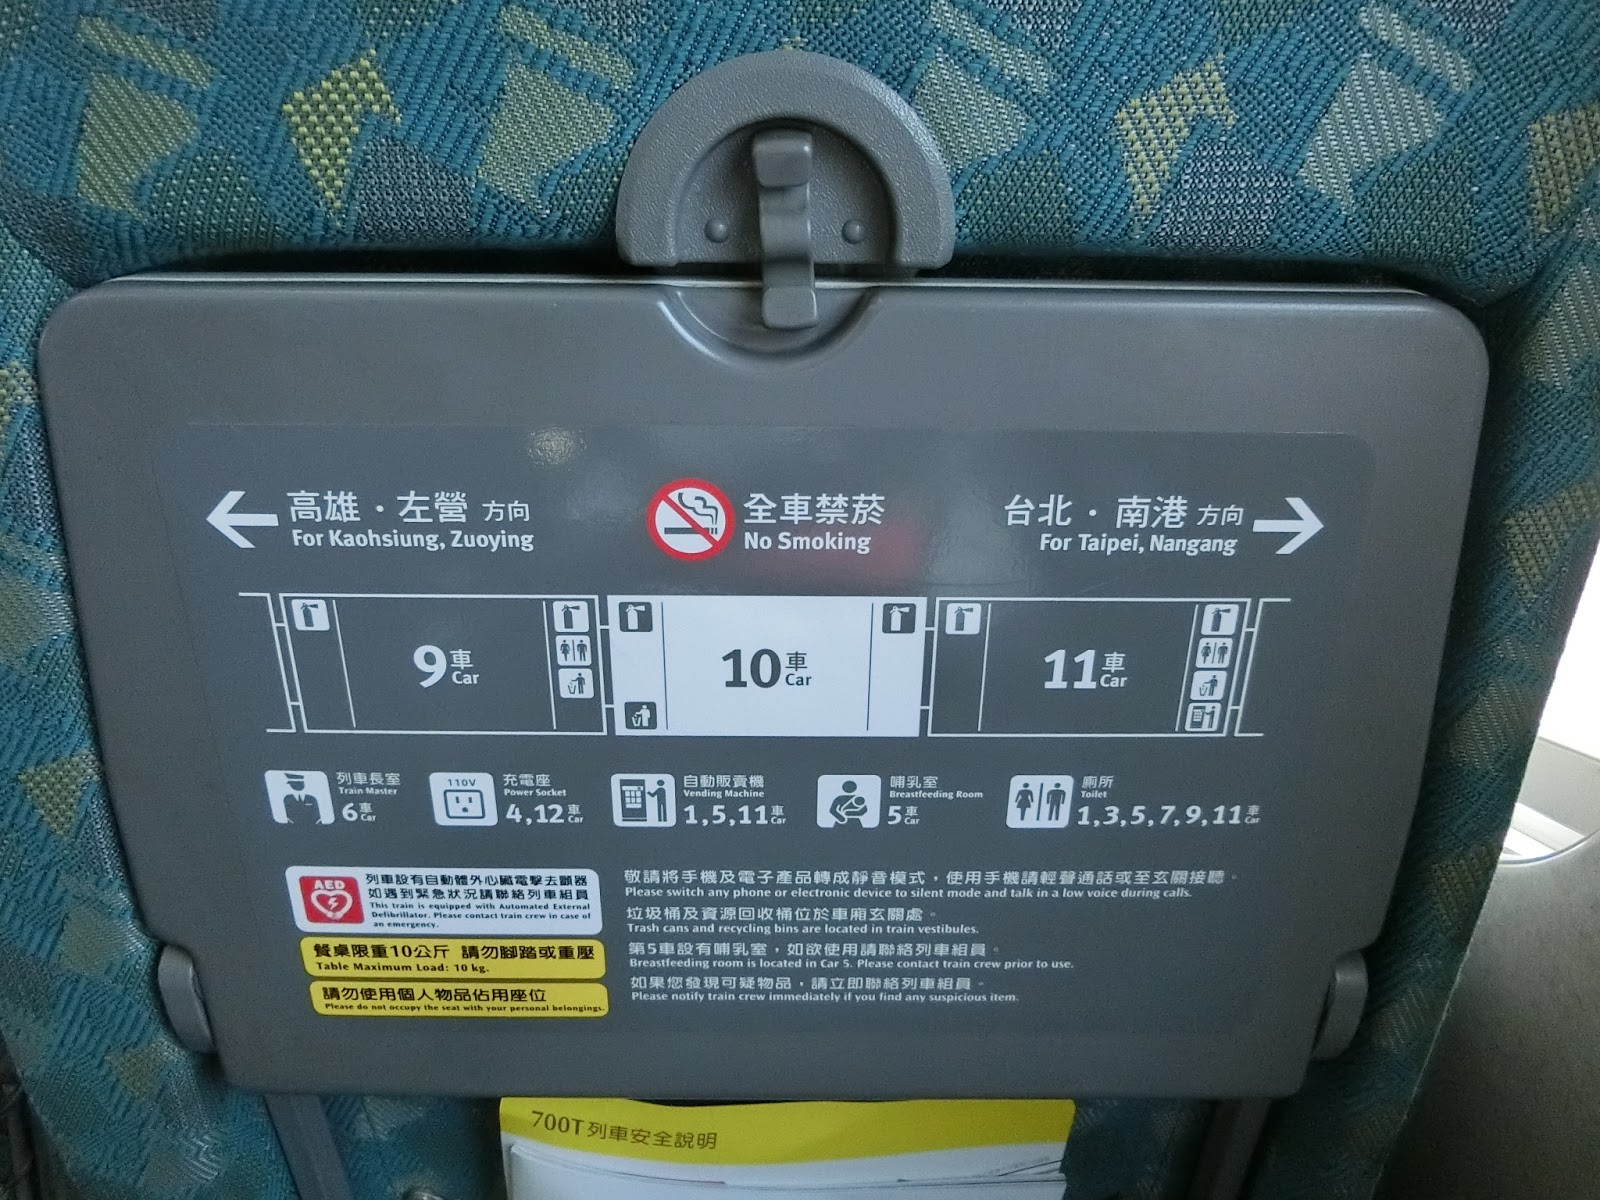 高雄・左營 方向
For Kaohsiung, Zuoying
全車禁菸
No Smoking
台北・南港 方向
For Taipei, Nangang
9車
Car
10車
Car
11車
Car
列車長室
Train Master
6車
Car
110V
充電座
Power Socket
4,12車
Car
自動販賣機
Vending Machine
1,5,11車
Car
哺乳室
Breastfeeding Room
5車
Car
廁所
Toilet
1,3,5,7,9,11車
Car
AED
列車設有自動體外心臟電擊去顫器
如遇到緊急狀況請聯絡列車組員
This train is equipped with Automated External
Defibrillator. Please contact train crew in case of
an emergency.
餐桌限重10公斤 請勿腳踏或重壓
Table Maximum Load: 10 kg.
請勿使用個人物品佔用座位
Please do not occupy the seat with your personal belongings.
敬請將手機及電子產品轉成靜音模式，使用手機請輕聲通話或至玄關接聽。
Please switch any phone or electronic device to silent mode and talk in a low voice during calls.
垃圾桶及資源回收桶位於車廂玄關處。
Trash cans and recycling bins are located in train vestibules.
第5車設有哺乳室，如欲使用請聯絡列車組員。
Breastfeeding room is located in Car 5. Please contact train crew prior to use.
如果您發現可疑物品，請立即聯絡列車組員。
Please notify train crew immediately if you find any suspicious item.
700T列車安全說明